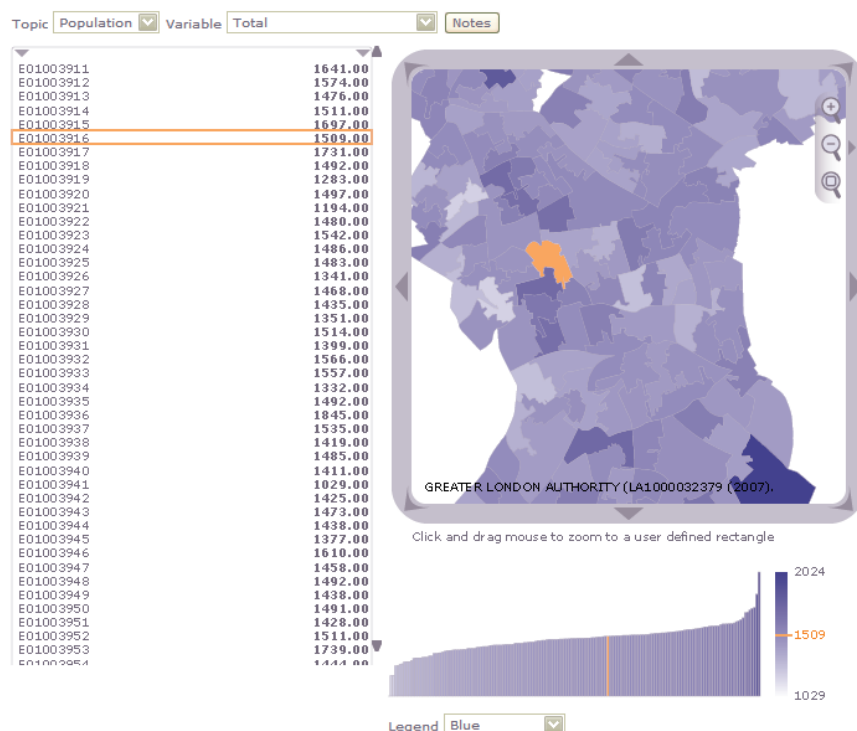 Topic Population Variable Total Notes
E01003911 1641.00
E01003912 1574.00
E01003913 1476.00
E01003914 1511.00
E01003915 1697.00
E01003916 1509.00
E01003917 1731.00
E01003918 1492.00
E01003919 1283.00
E01003920 1497.00
E01003921 1194.00
E01003922 1480.00
E01003923 1542.00
E01003924 1486.00
E01003925 1483.00
E01003926 1341.00
E01003927 1468.00
E01003928 1435.00
E01003929 1351.00
E01003930 1514.00
E01003931 1399.00
E01003932 1566.00
E01003933 1557.00
E01003934 1332.00
E01003935 1492.00
E01003936 1845.00
E01003937 1535.00
E01003938 1419.00
E01003939 1485.00
E01003940 1411.00
E01003941 1029.00
E01003942 1425.00
E01003943 1473.00
E01003944 1438.00
E01003945 1377.00
E01003946 1610.00
E01003947 1458.00
E01003948 1492.00
E01003949 1438.00
E01003950 1491.00
E01003951 1428.00
E01003952 1511.00
E01003953 1739.00
E01003954 1444.00
GREATER LONDON AUTHORITY (LA1000032379 (2007).
Click and drag mouse to zoom to a user defined rectangle
2024
1509
1029
Legend Blue